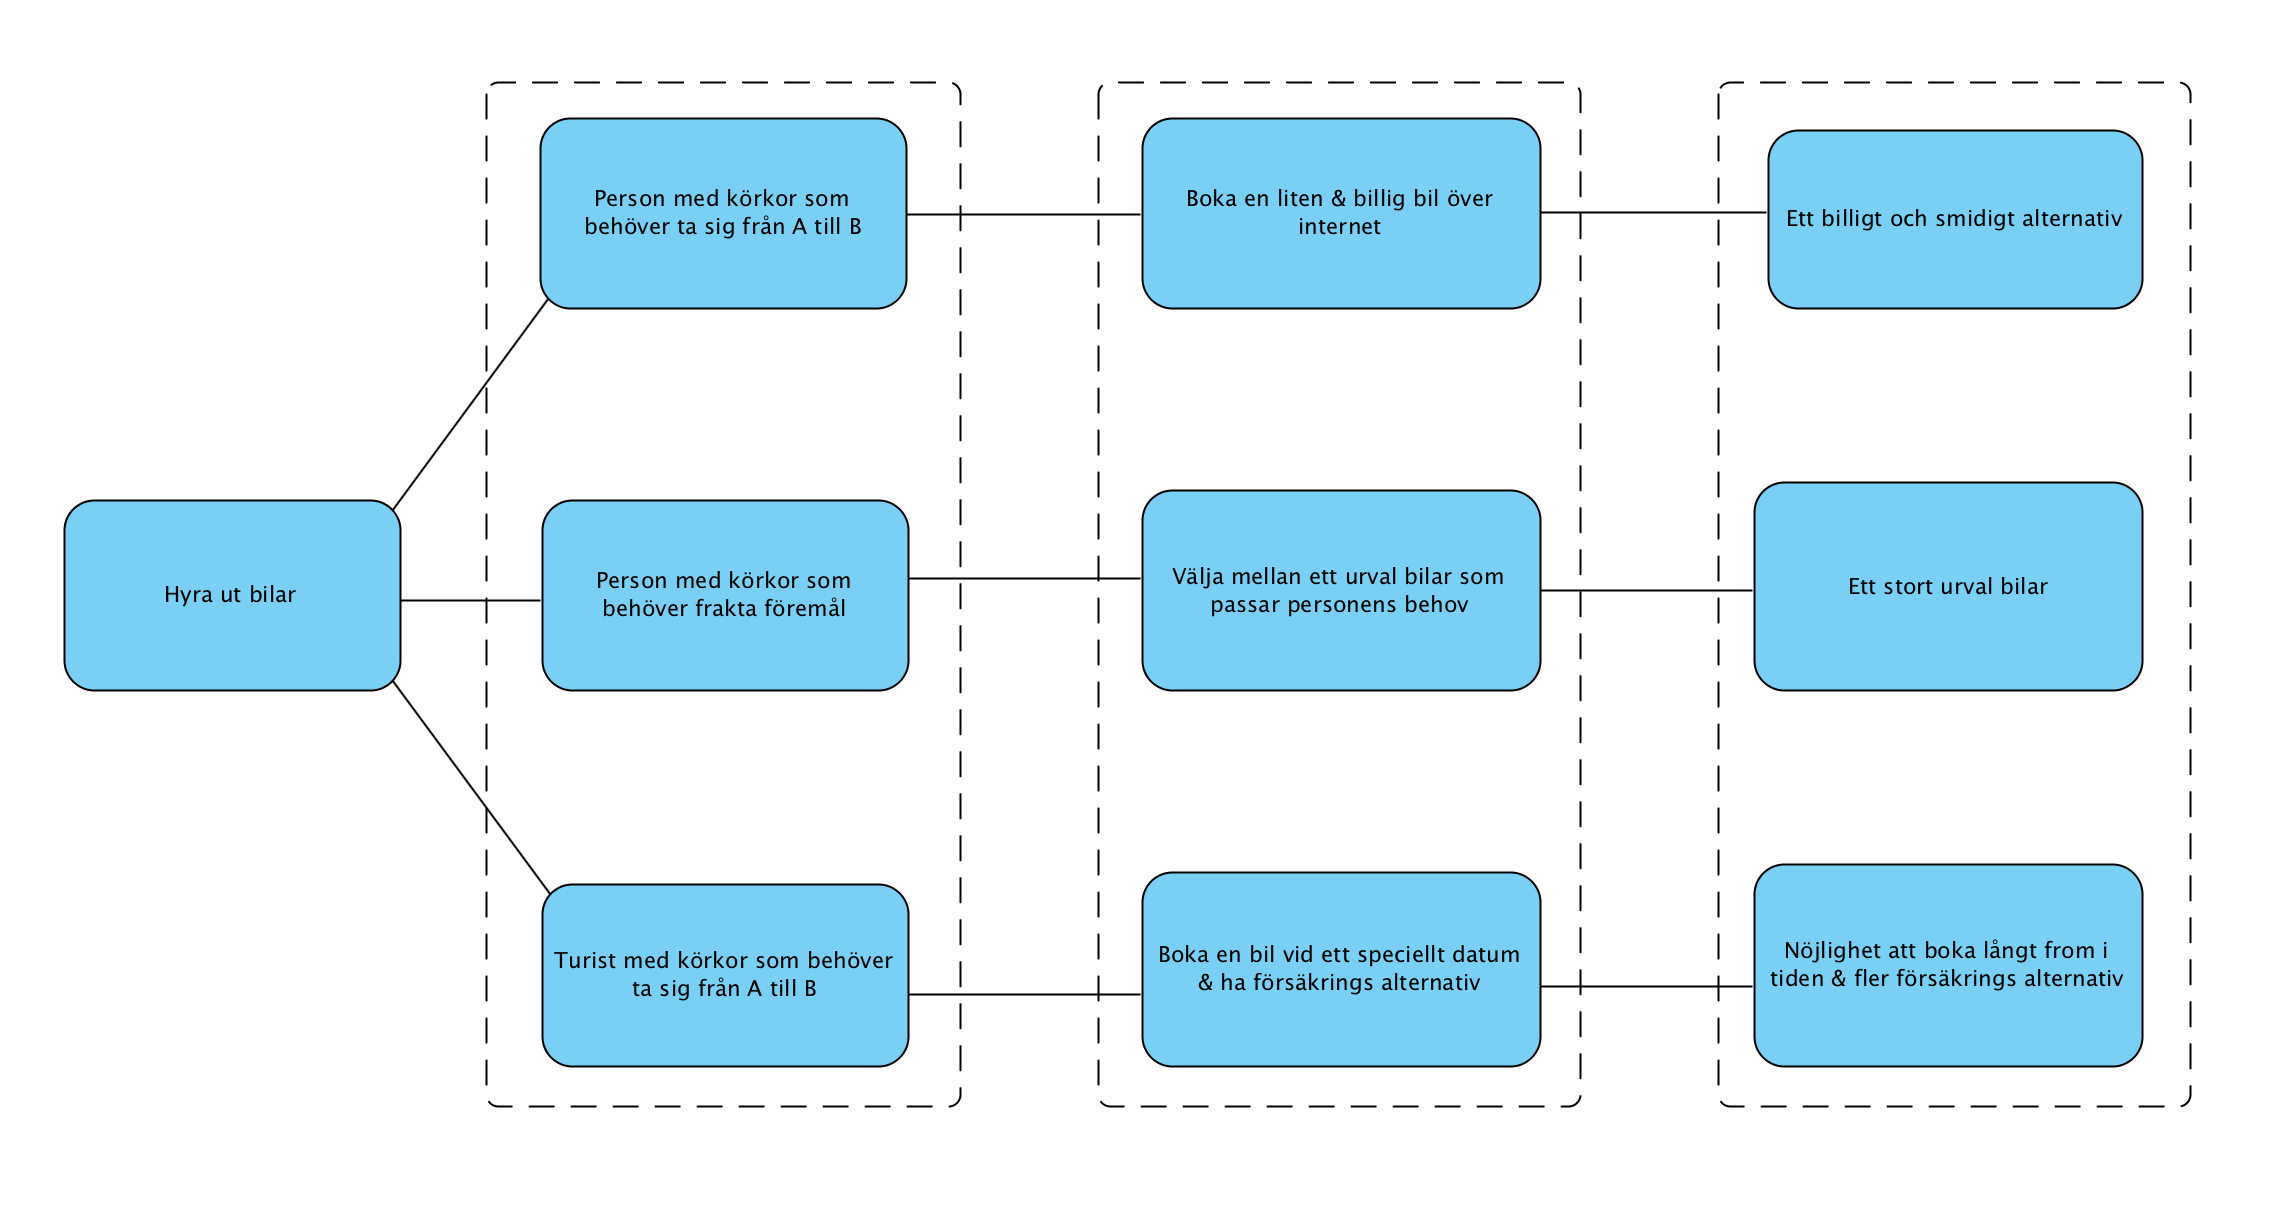 Person med körkor som
behöver ta sig från A till B
Boka en liten & billig bil över
internet
Ett billigt och smidigt alternativ
Hyra ut bilar
Person med körkor som
behöver frakta föremål
Välja mellan ett urval bilar som
passar personens behov
Ett stort urval bilar
Turist med körkor som behöver
ta sig från A till B
Boka en bil vid ett speciellt datum
& ha försäkrings alternativ
Nöjlighet att boka långt from i
tiden & fler försäkrings alternativ